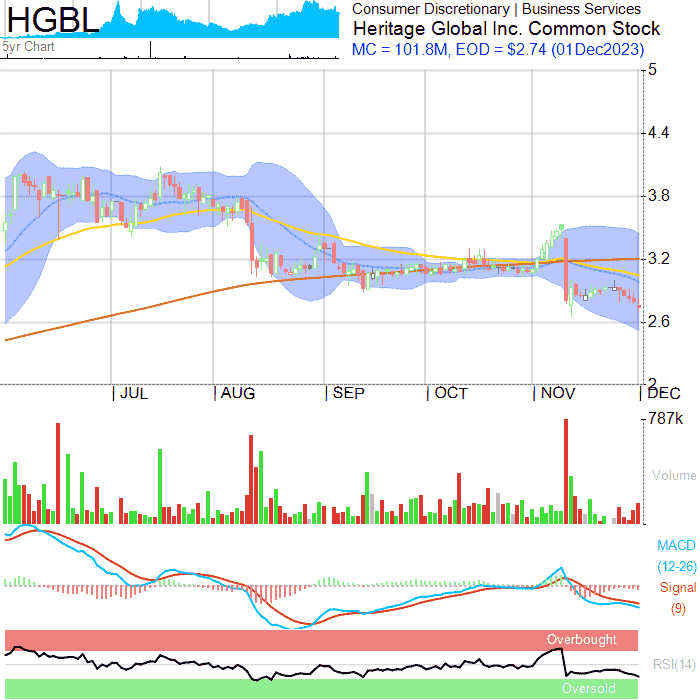 HGBL
Consumer Discretionary | Business Services
Heritage Global Inc. Common Stock
MC = 101.8M, EOD = $2.74 (01Dec2023)
5yr Chart
5
4.4
3.8
3.2
2.6
2
JUL
AUG
SEP
OCT
NOV
DEC
787k
Volume
MACD
(12-26)
Signal
(9)
Overbought
RSI(14)
Oversold